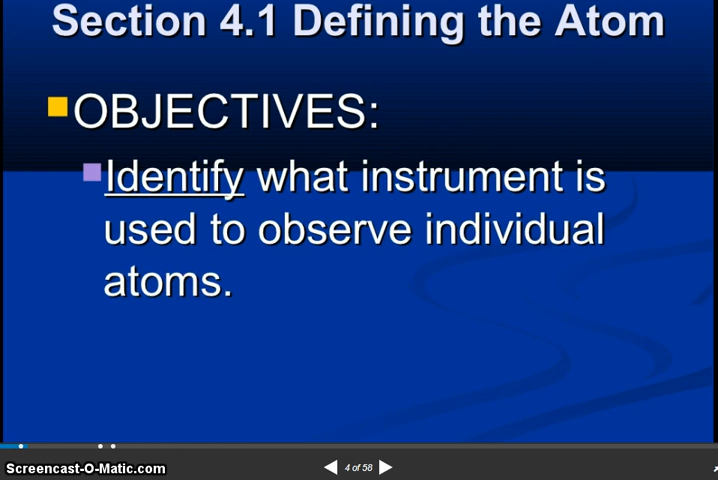 Section 4.1 Defining the Atom
OBJECTIVES:
Identify what instrument is
used to observe individual
atoms.
Screencast-O-Matic.com
4 of 58